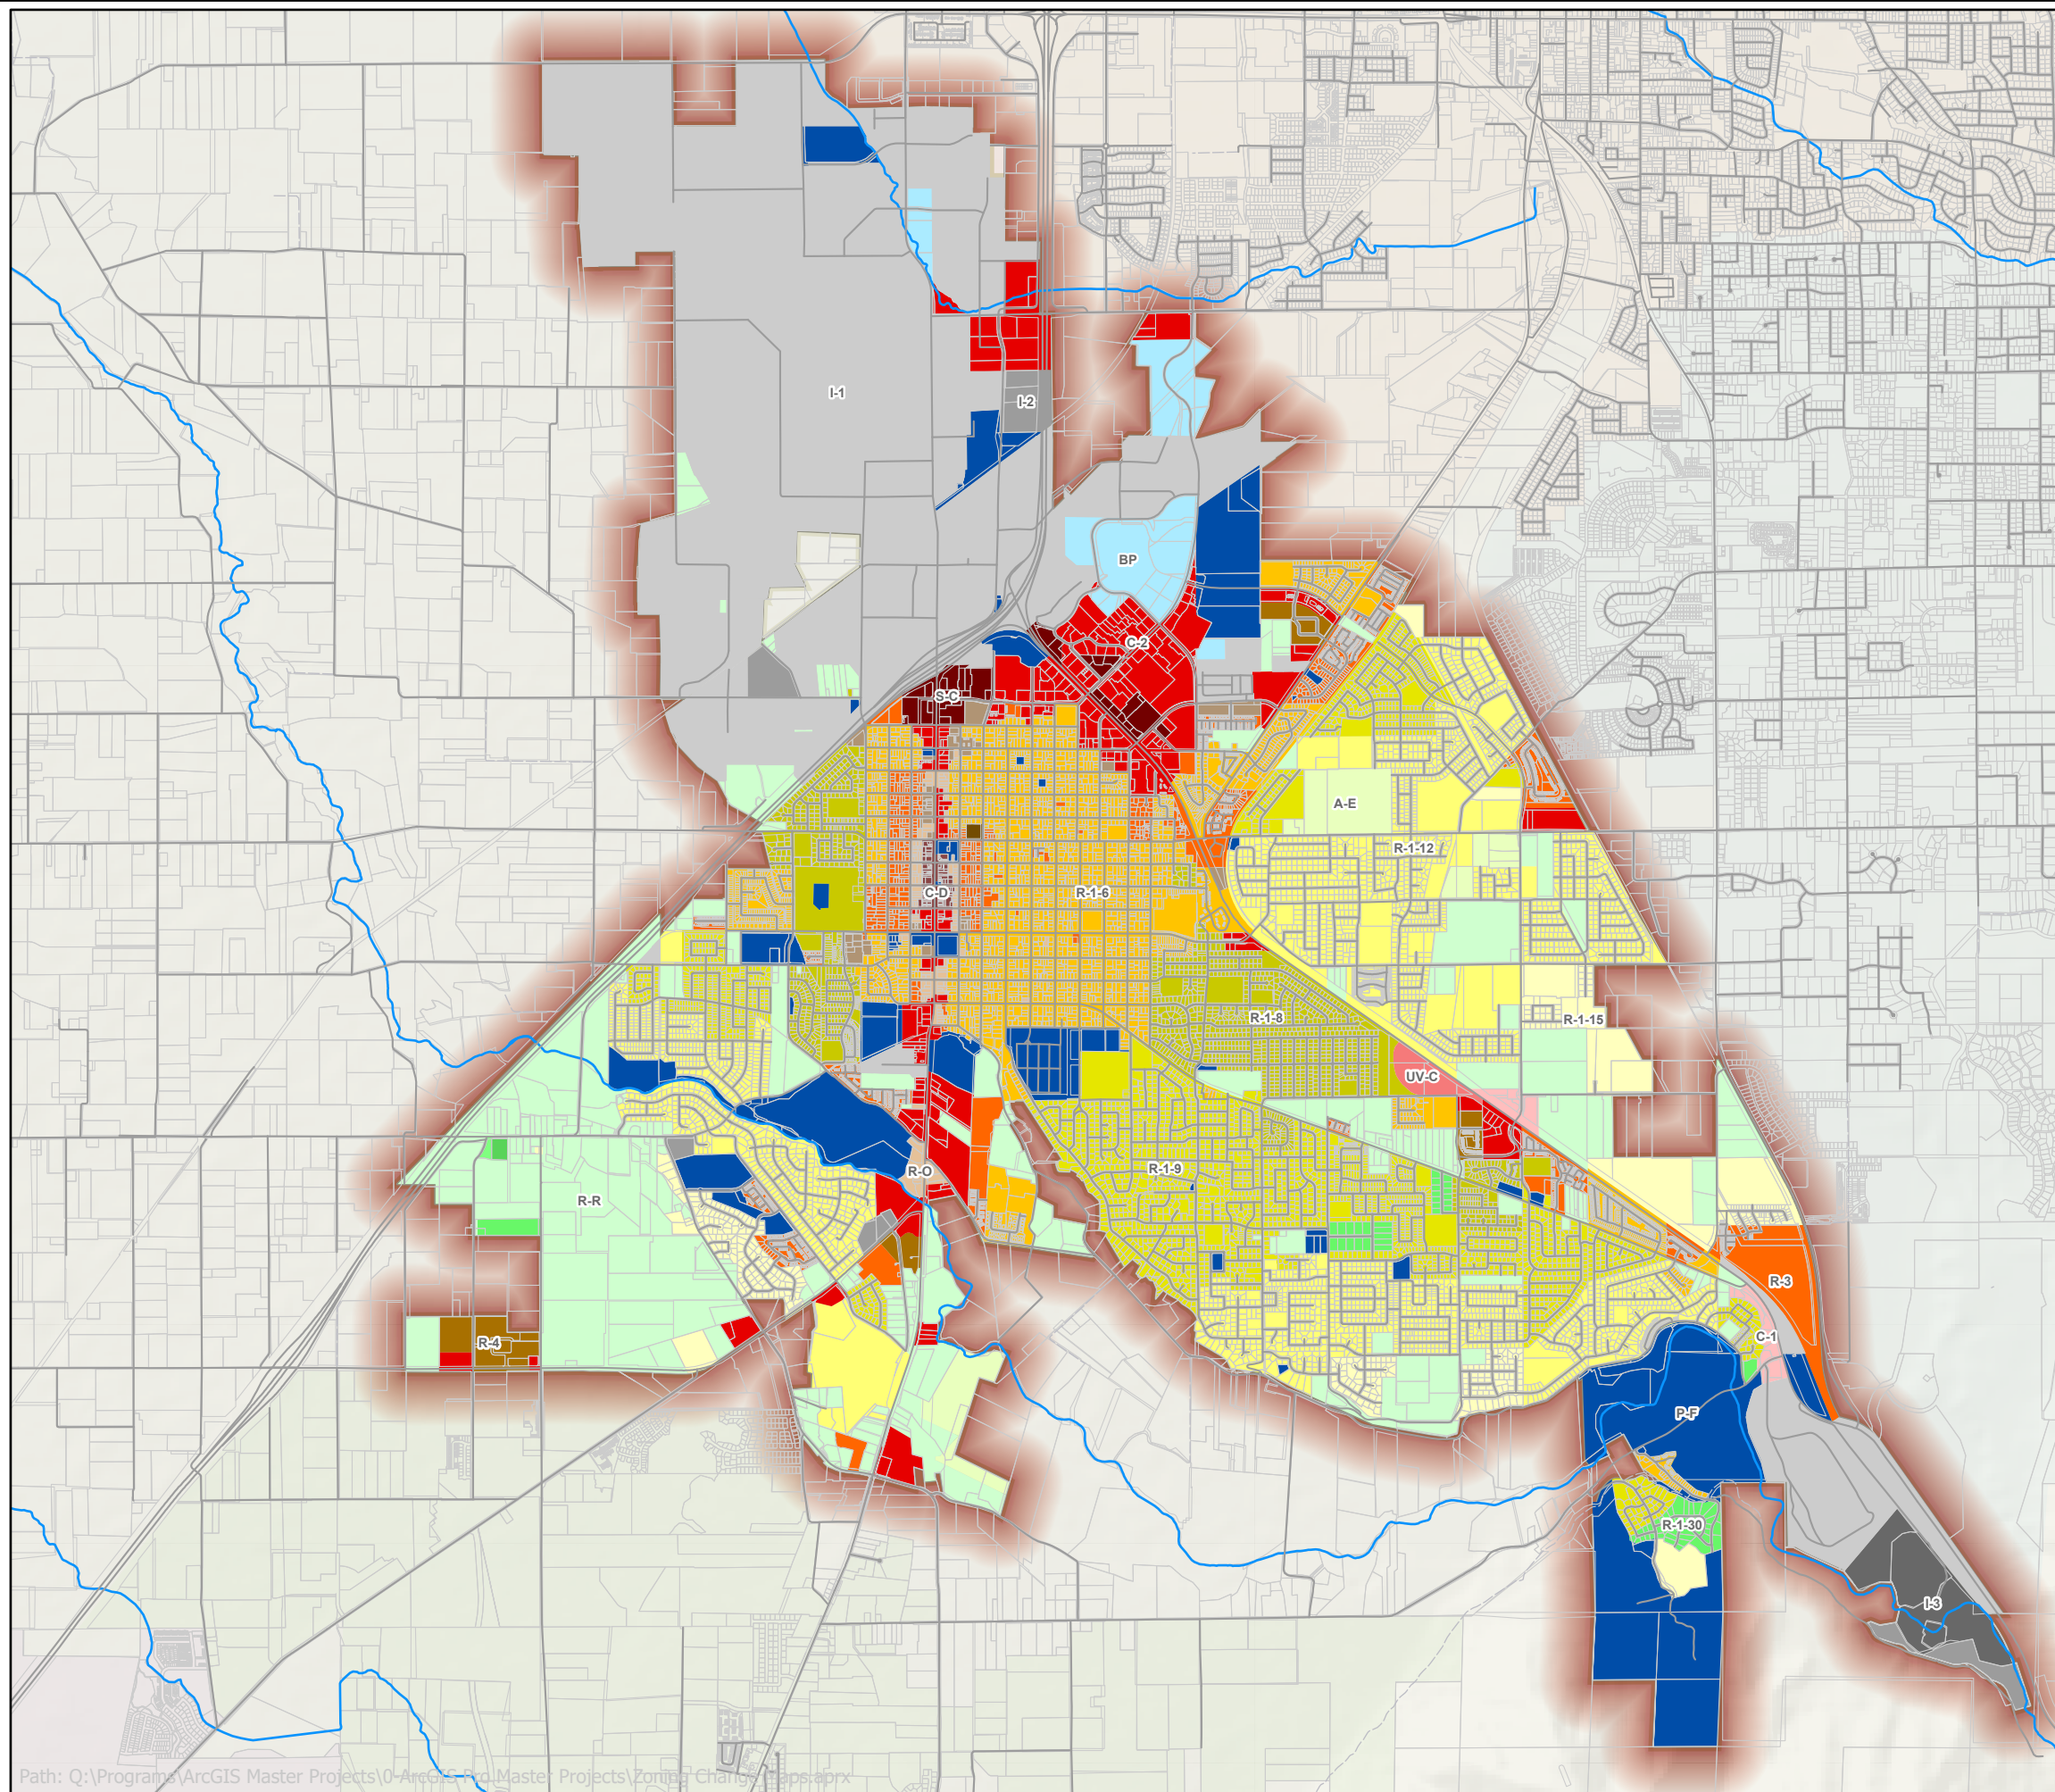 I-1
I-2
BP
C-2
S-C
A-E
R-1-12
C-D
R-1-6
R-1-8
R-1-15
UV-C
R-O
R-1-9
R-R
R-3
C-1
R-4
P-F
R-1-30
I-3
Path: Q:\Programs\ArcGIS Master Projects\0-ArcGIS Pro Master Projects\Zoning Change Maps.aprx